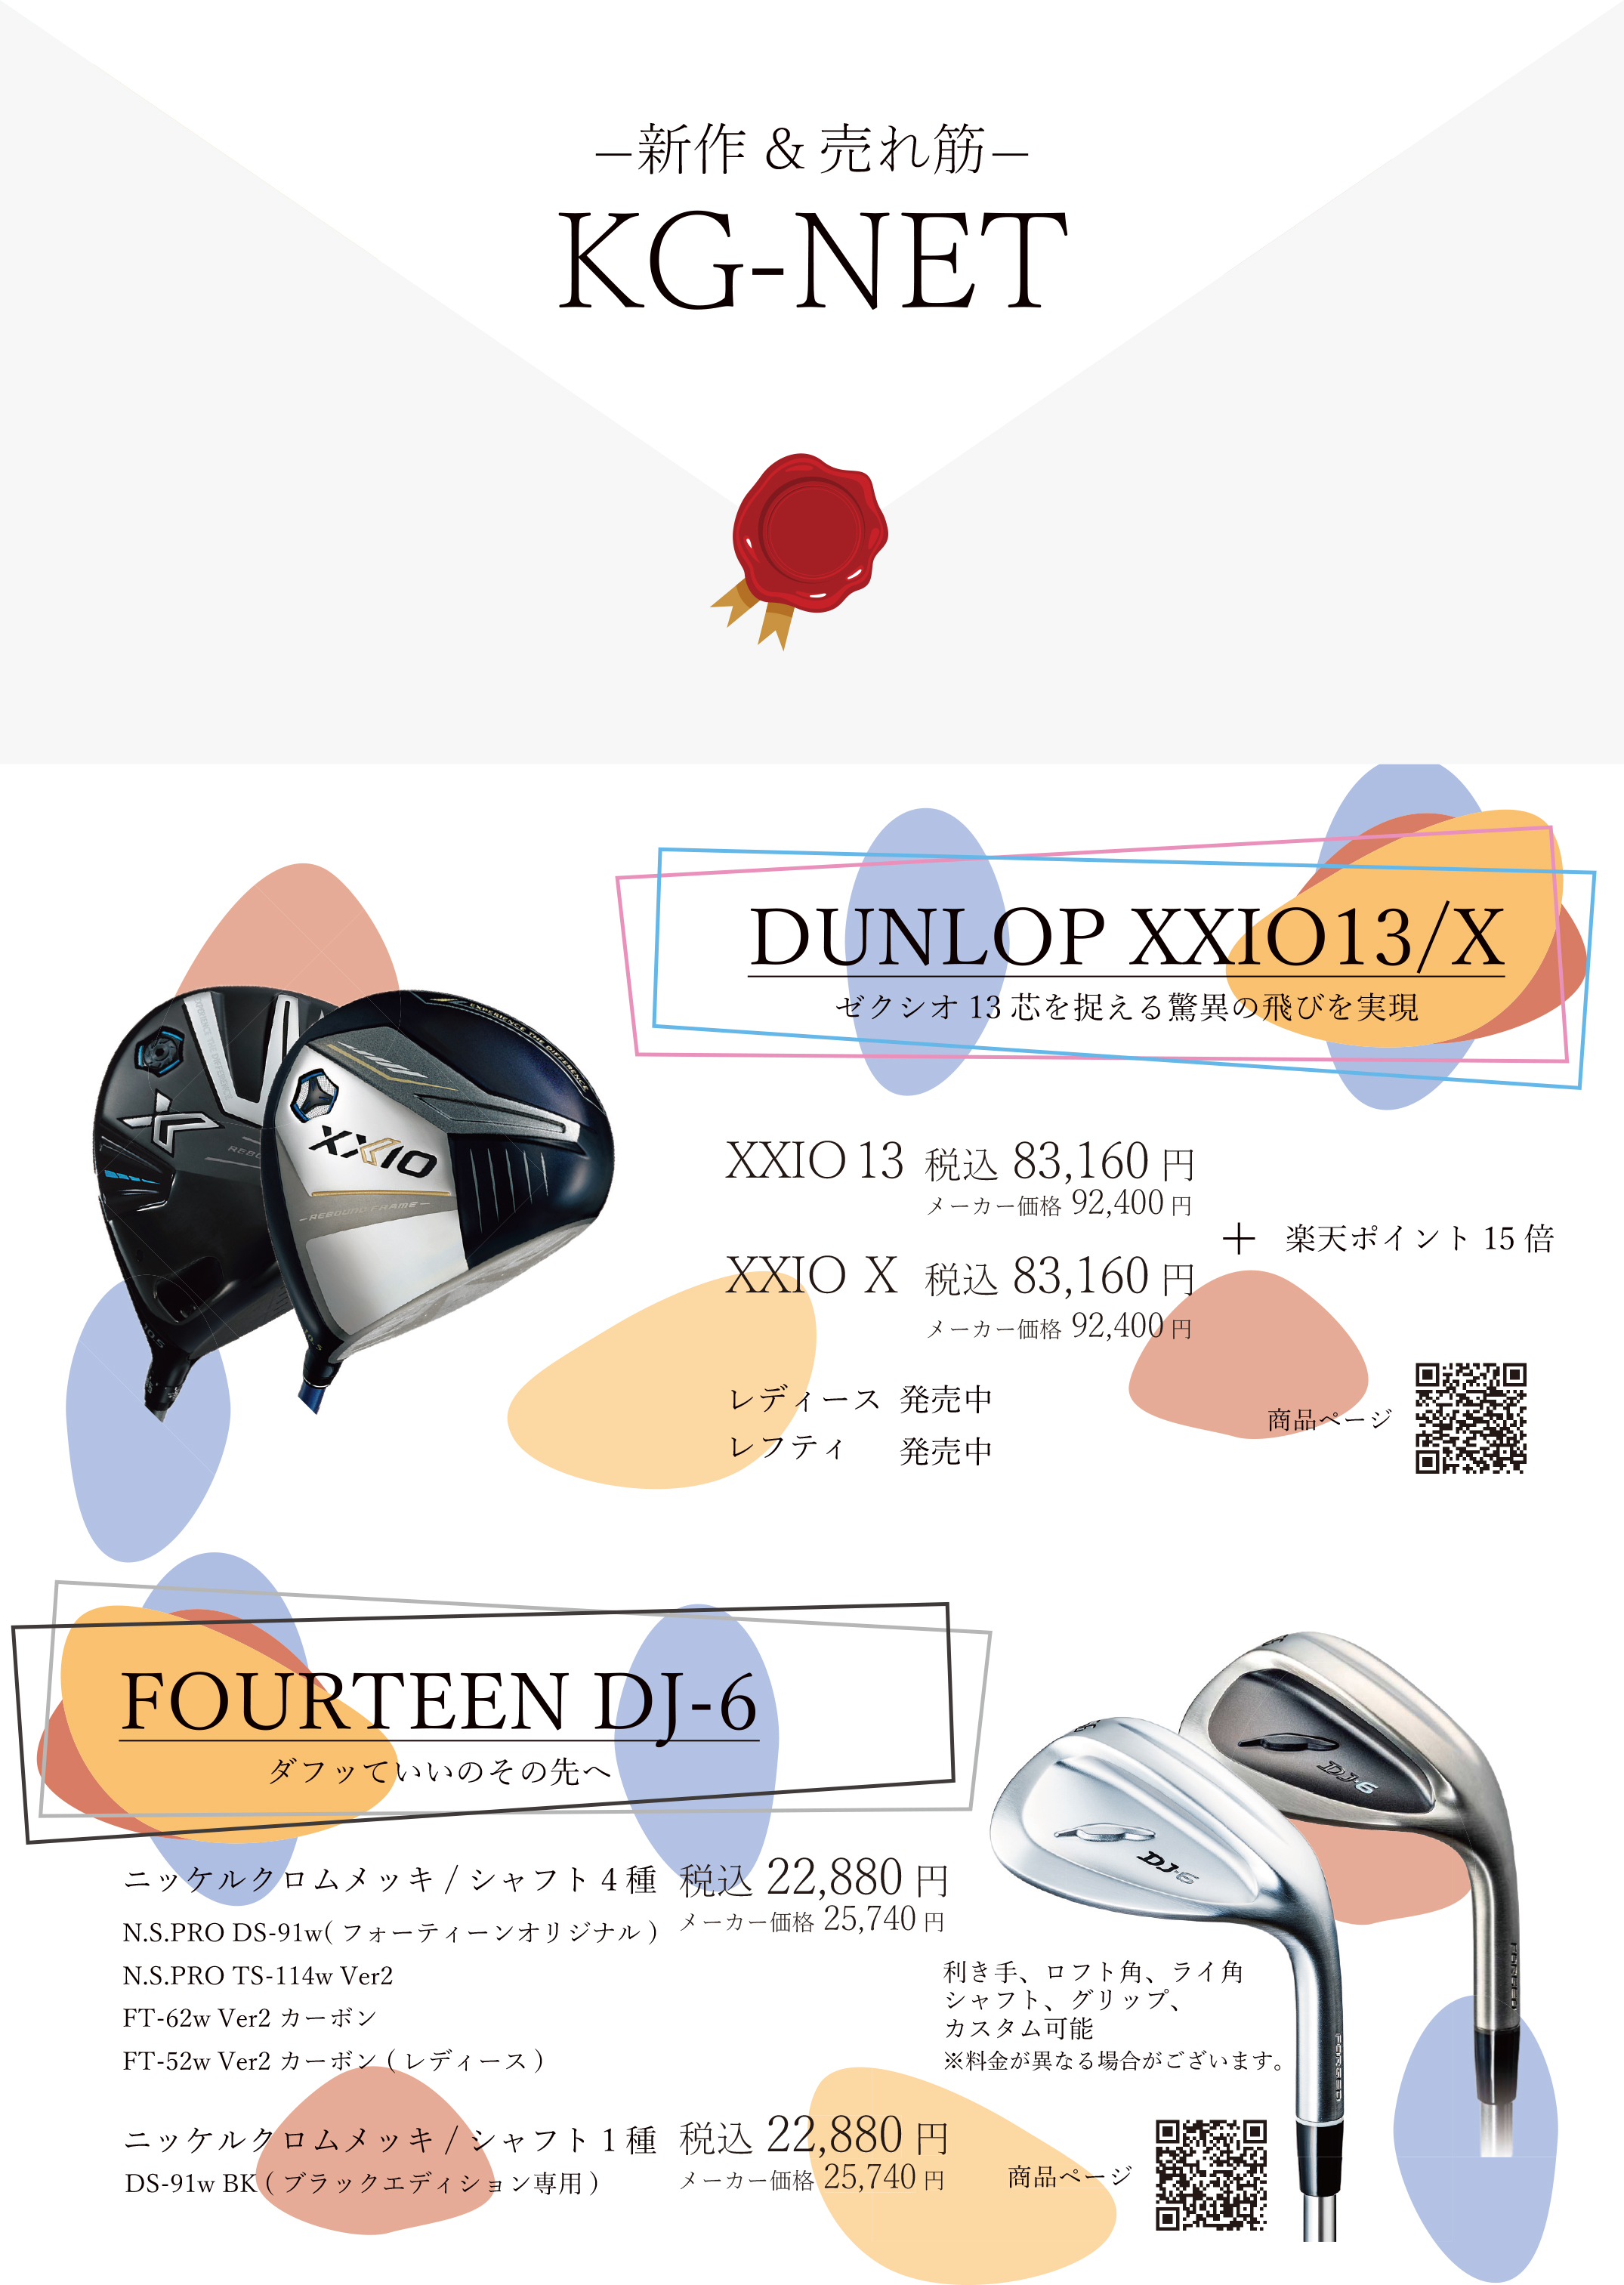 –新作 & 売れ筋–
KG-NET
DUNLOP XXIO13/X
ゼクシオ 13 芯を捉える驚異の飛びを実現
EXPERIENCE THE DIFFERENCE
XXIO
REBOUND FRAME
XXIO 13 税込 83,160 円
メーカー価格 92,400 円
+ 楽天ポイント 15 倍
XXIO X 税込 83,160 円
メーカー価格 92,400 円
レディース 発売中
レフティ 発売中
商品ページ
FOURTEEN DJ-6
ダフッていいのその先へ
DJ-6
DJ-6
ニッケルクロムメッキ / シャフト 4 種 税込 22,880 円
メーカー価格 25,740 円
N.S.PRO DS-91w( フォーティーンオリジナル )
N.S.PRO TS-114w Ver2
FT-62w Ver2 カーボン
FT-52w Ver2 カーボン ( レディース )
利き手、ロフト角、ライ角
シャフト、グリップ、
カスタム可能
※料金が異なる場合がございます。
FORGED
FORGED
ニッケルクロムメッキ / シャフト 1 種 税込 22,880 円
DS-91w BK ( ブラックエディション専用 )
メーカー価格 25,740 円
商品ページ